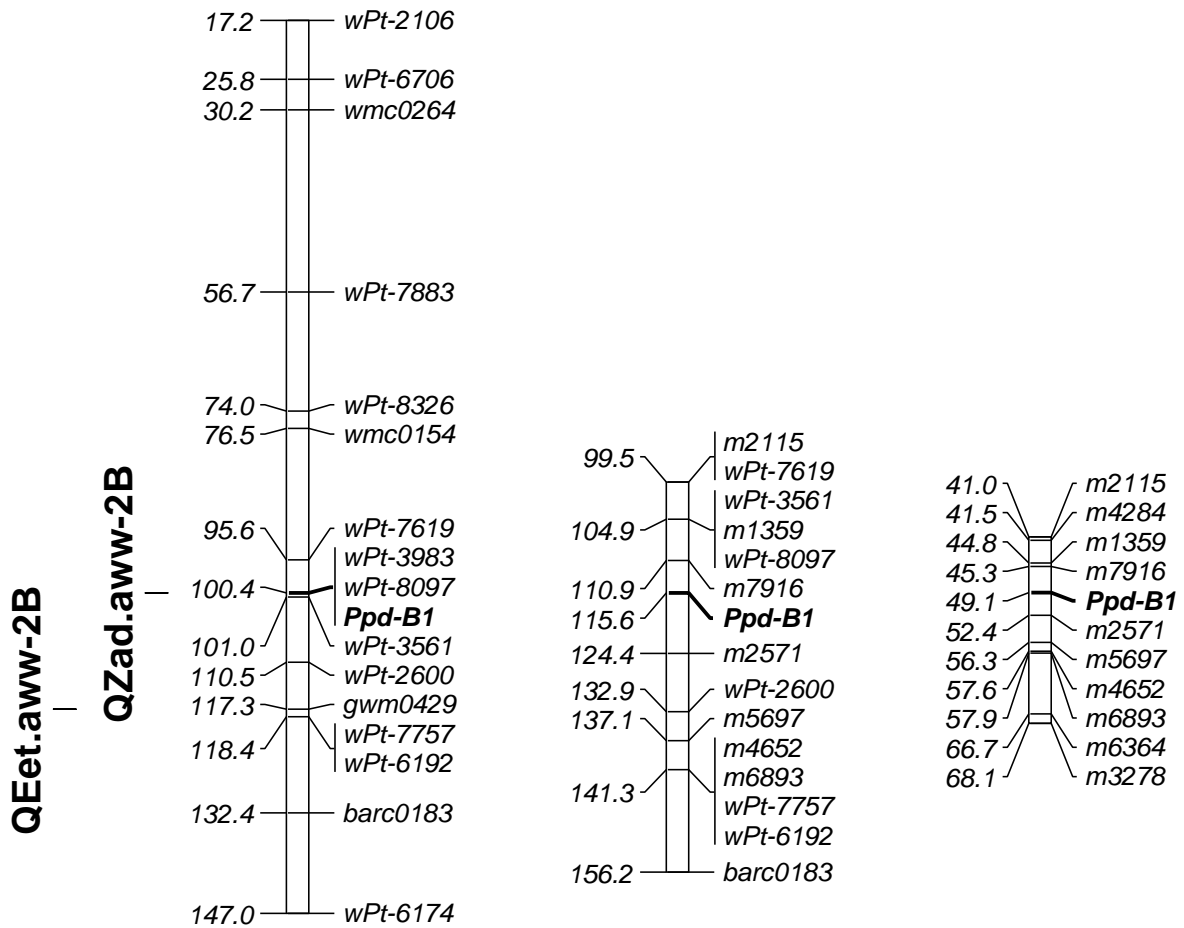 QEet.aww-2B
QZad.aww-2B
17.2 wPt-2106
25.8 wPt-6706
30.2 wmc0264
56.7 wPt-7883
74.0 wPt-8326
76.5 wmc0154
95.6 wPt-7619
wPt-3983
100.4 wPt-8097
Ppd-B1
101.0 wPt-3561
110.5 wPt-2600
117.3 gwm0429
wPt-7757
118.4 wPt-6192
132.4 barc0183
147.0 wPt-6174
m2115
99.5 wPt-7619
wPt-3561
104.9 m1359
wPt-8097
110.9 m7916
115.6 Ppd-B1
124.4 m2571
132.9 wPt-2600
137.1 m5697
m4652
m6893
141.3 wPt-7757
wPt-6192
156.2 barc0183
41.0 m2115
41.5 m4284
44.8 m1359
45.3 m7916
49.1 Ppd-B1
52.4 m2571
56.3 m5697
57.6 m4652
57.9 m6893
66.7 m6364
68.1 m3278